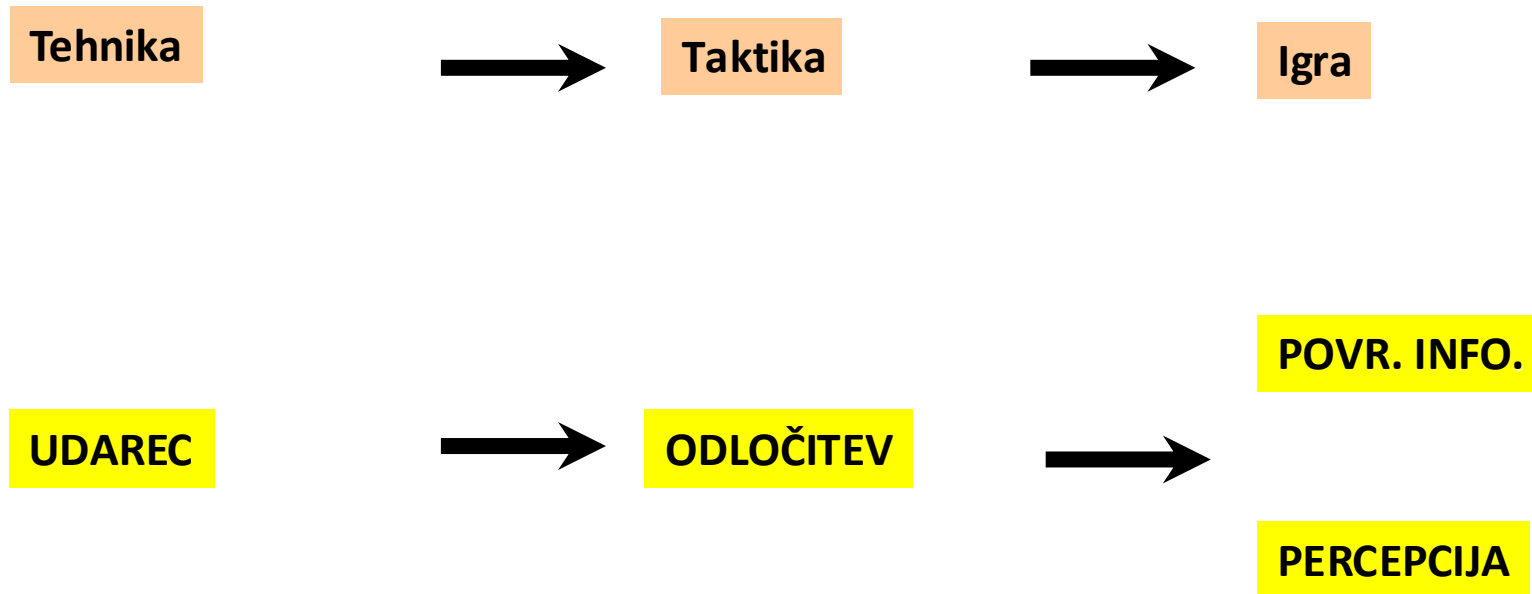 Tehnika
Taktika
Igra
POVR. INFO.
UDAREC
ODLOČITEV
PERCEPCIJA